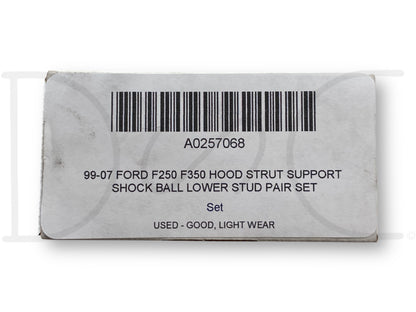 A0257068
99-07 FORD F250 F350 HOOD STRUT SUPPORT
SHOCK BALL LOWER STUD PAIR SET
Set
USED - GOOD, LIGHT WEAR